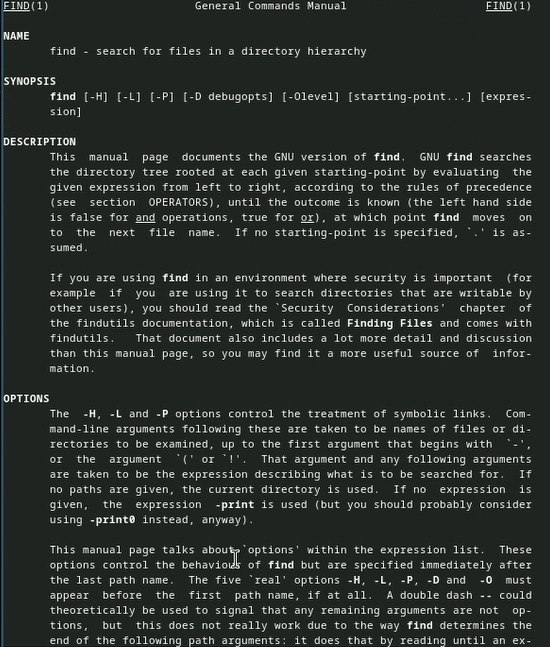 FIND(1) General Commands Manual FIND(1)
NAME
find - search for files in a directory hierarchy
SYNOPSIS
find [-H] [-L] [-P] [-D debugopts] [-Olevel] [starting-point...] [expres-
sion]
DESCRIPTION
This manual page documents the GNU version of find. GNU find searches
the directory tree rooted at each given starting-point by evaluating the
given expression from left to right, according to the rules of precedence
(see section OPERATORS), until the outcome is known (the left hand side
is false for and operations, true for or), at which point find moves on
to the next file name. If no starting-point is specified, `.' is as-
sumed.
If you are using find in an environment where security is important (for
example if you are using it to search directories that are writable by
other users), you should read the `Security Considerations' chapter of
the findutils documentation, which is called Finding Files and comes with
findutils. That document also includes a lot more detail and discussion
than this manual page, so you may find it a more useful source of infor-
mation.
OPTIONS
The -H, -L and -P options control the treatment of symbolic links. Com-
mand-line arguments following these are taken to be names of files or di-
rectories to be examined, up to the first argument that begins with `-',
or the argument `(' or `!'. That argument and any following arguments
are taken to be the expression describing what is to be searched for. If
no paths are given, the current directory is used. If no expression is
given, the expression -print is used (but you should probably consider
using -print0 instead, anyway).
This manual page talks about `options' within the expression list. These
options control the behaviour of find but are specified immediately after
the last path name. The five `real' options -H, -L, -P, -D and -O must
appear before the first path name, if at all. A double dash -- could
theoretically be used to signal that any remaining arguments are not op-
tions, but this does not really work due to the way find determines the
end of the following path arguments: it does that by reading until an ex-